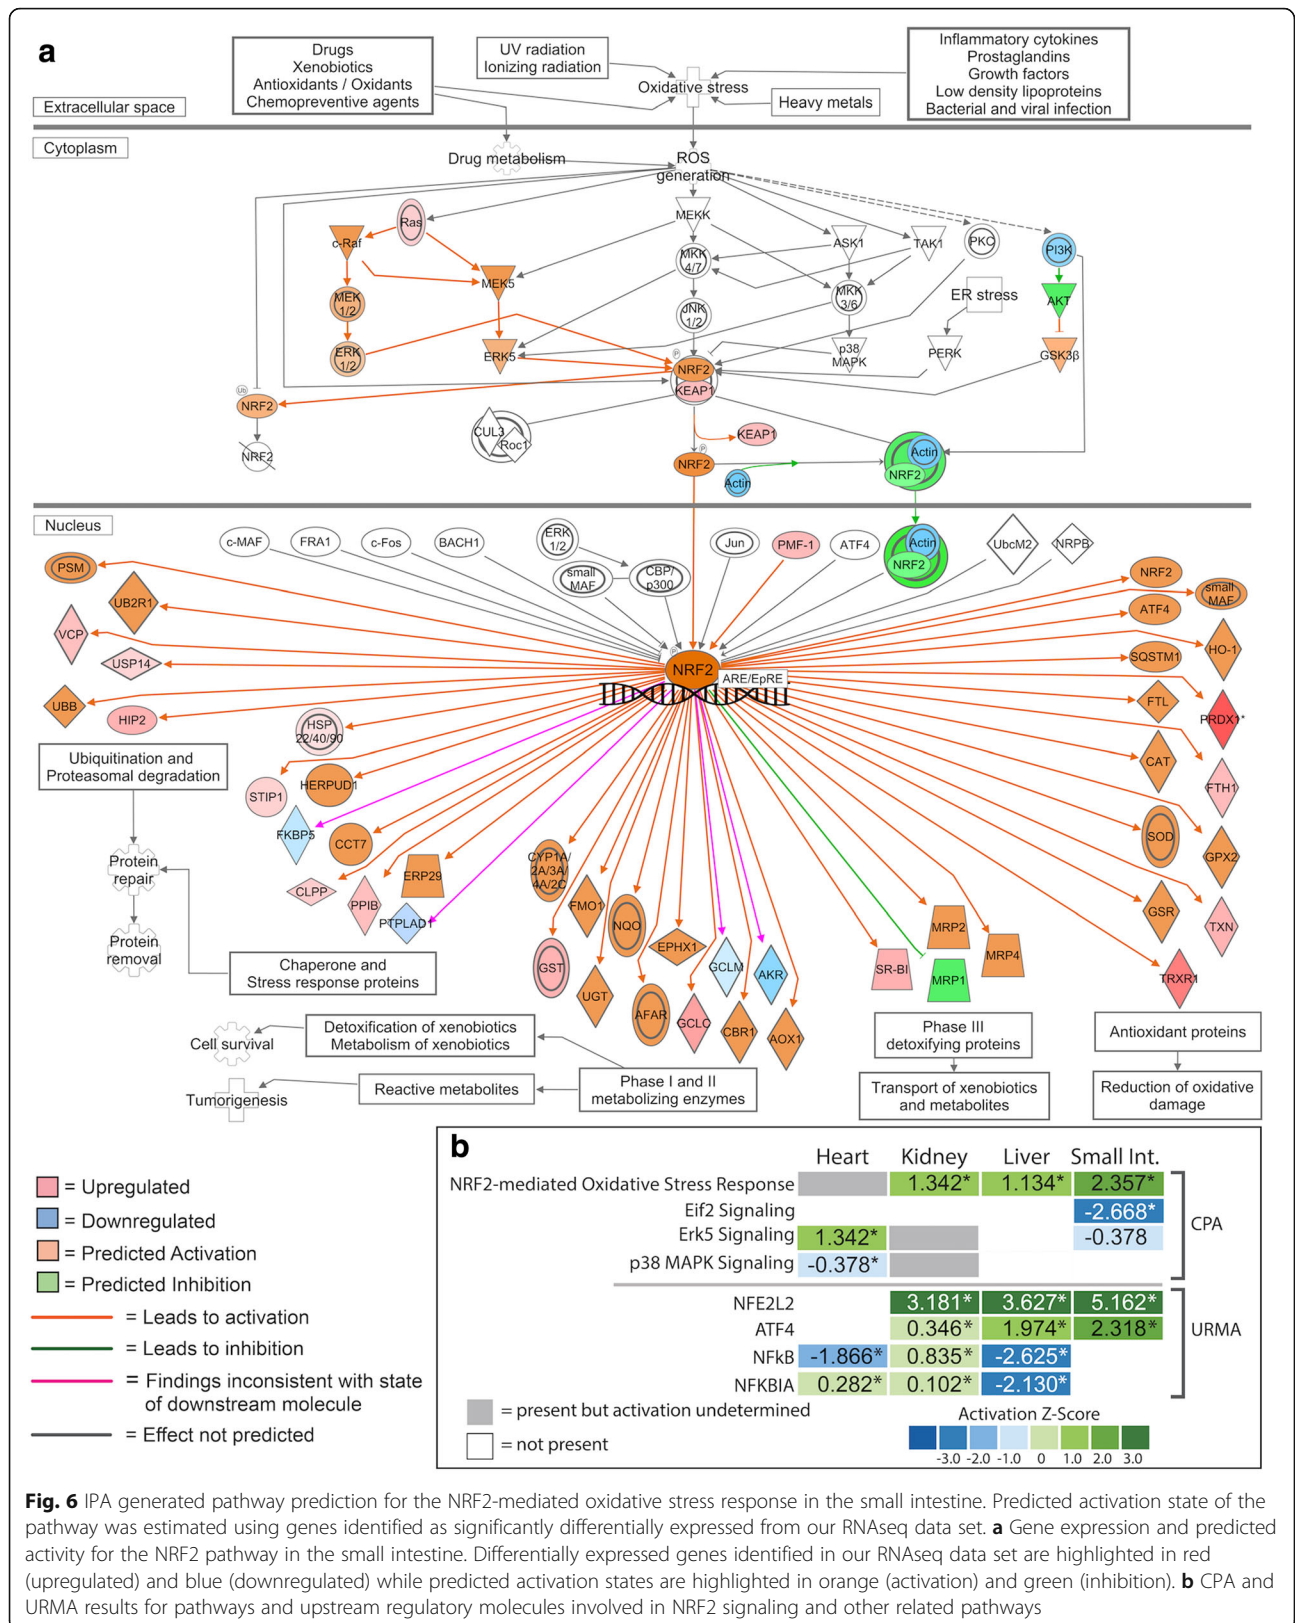 a
Drugs
Xenobiotics
Antioxidants / Oxidants
Chemopreventive agents
UV radiation
Ionizing radiation
Oxidative stress
Heavy metals
Inflammatory cytokines
Prostaglandins
Growth factors
Low density lipoproteins
Bacterial and viral infection
Extracellular space
Cytoplasm
Drug metabolism
ROS
generation
Ras
c-Raf
MEKK
ASK1
TAK1
PKC
PI3K
MEK5
MKK
4/7
MKK
3/6
ER stress
AKT
MEK
1/2
JNK
1/2
ERK
1/2
ERK5
p38
MAPK
PERK
GSK3β
P
NRF2
KEAP1
Ub
NRF2
NRF2
CUL3
Roc1
KEAP1
P
NRF2
Actin
Actin
NRF2
Nucleus
c-MAF
FRA1
c-Fos
BACH1
ERK
1/2
small
MAF
CBP/
p300
Jun
PMF-1
ATF4
Actin
NRF2
UbcM2
NRPB
PSM
UB2R1
VCP
USP14
UBB
HIP2
P
NRF2
ARE/EpRE
NRF2
small
MAF
ATF4
HO-1
SQSTM1
FTL
PRDX1*
CAT
FTH1
SOD
GPX2
GSR
TXN
TRXR1
HSP
22/40/90
STIP1
HERPUD1
FKBP5
CCT7
CLPP
PPIB
ERP29
PTPLAD1
CYP1A/
2A/3A/
4A/2C
FMO1
NQO
GST
UGT
AFAR
EPHX1
GCLM
AKR
GCLC
CBR1
AOX1
SR-BI
MRP2
MRP1
MRP4
Ubiquitination and
Proteasomal degradation
Protein
repair
Protein
removal
Chaperone and
Stress response proteins
Cell survival
Detoxification of xenobiotics
Metabolism of xenobiotics
Tumorigenesis
Reactive metabolites
Phase I and II
metabolizing enzymes
Phase III
detoxifying proteins
Transport of xenobiotics
and metabolites
Antioxidant proteins
Reduction of oxidative
damage
= Upregulated
= Downregulated
= Predicted Activation
= Predicted Inhibition
= Leads to activation
= Leads to inhibition
= Findings inconsistent with state
of downstream molecule
= Effect not predicted
b
Heart Kidney Liver Small Int.
NRF2-mediated Oxidative Stress Response 1.342* 1.134* 2.357*
Eif2 Signaling -2.668*
Erk5 Signaling 1.342* -0.378
p38 MAPK Signaling -0.378*
CPA
NFE2L2 3.181* 3.627* 5.162*
ATF4 0.346* 1.974* 2.318*
NFkB -1.866* 0.835* -2.625*
NFKBIA 0.282* 0.102* -2.130*
URMA
= present but activation undetermined
= not present
Activation Z-Score
-3.0 -2.0 -1.0 0 1.0 2.0 3.0
Fig. 6 IPA generated pathway prediction for the NRF2-mediated oxidative stress response in the small intestine. Predicted activation state of the
pathway was estimated using genes identified as significantly differentially expressed from our RNAseq data set. a Gene expression and predicted
activity for the NRF2 pathway in the small intestine. Differentially expressed genes identified in our RNAseq data set are highlighted in red
(upregulated) and blue (downregulated) while predicted activation states are highlighted in orange (activation) and green (inhibition). b CPA and
URMA results for pathways and upstream regulatory molecules involved in NRF2 signaling and other related pathways